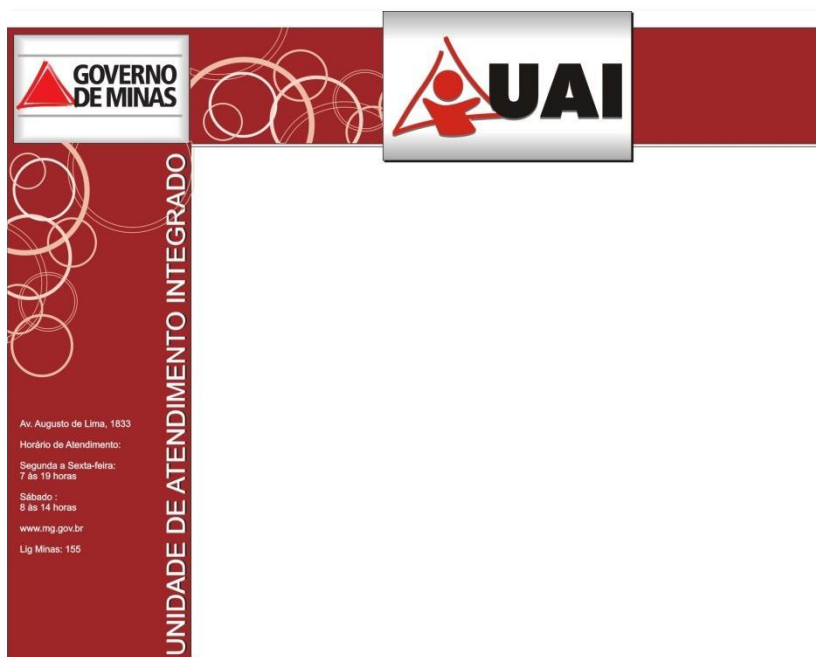 GOVERNO
DE MINAS
UAI
UNIDADE DE ATENDIMENTO INTEGRADO
Av. Augusto de Lima, 1833
Horário de Atendimento:
Segunda a Sexta-feira:
7 às 19 horas
Sábado :
8 às 14 horas
www.mg.gov.br
Lig Minas: 155